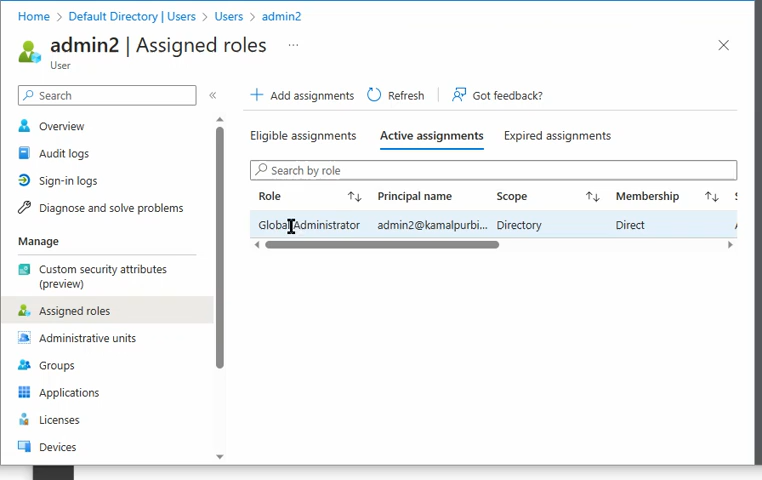 Home > Default Directory | Users > Users > admin2
admin2 | Assigned roles ...
User
Search
«
Overview
Audit logs
Sign-in logs
Diagnose and solve problems
Manage
Custom security attributes
(preview)
Assigned roles
Administrative units
Groups
Applications
Licenses
Devices
+ Add assignments Refresh | Got feedback?
Eligible assignments Active assignments Expired assignments
Search by role
Role Principal name Scope Membership S
Global Administrator admin2@kamalpurbi... Directory Direct